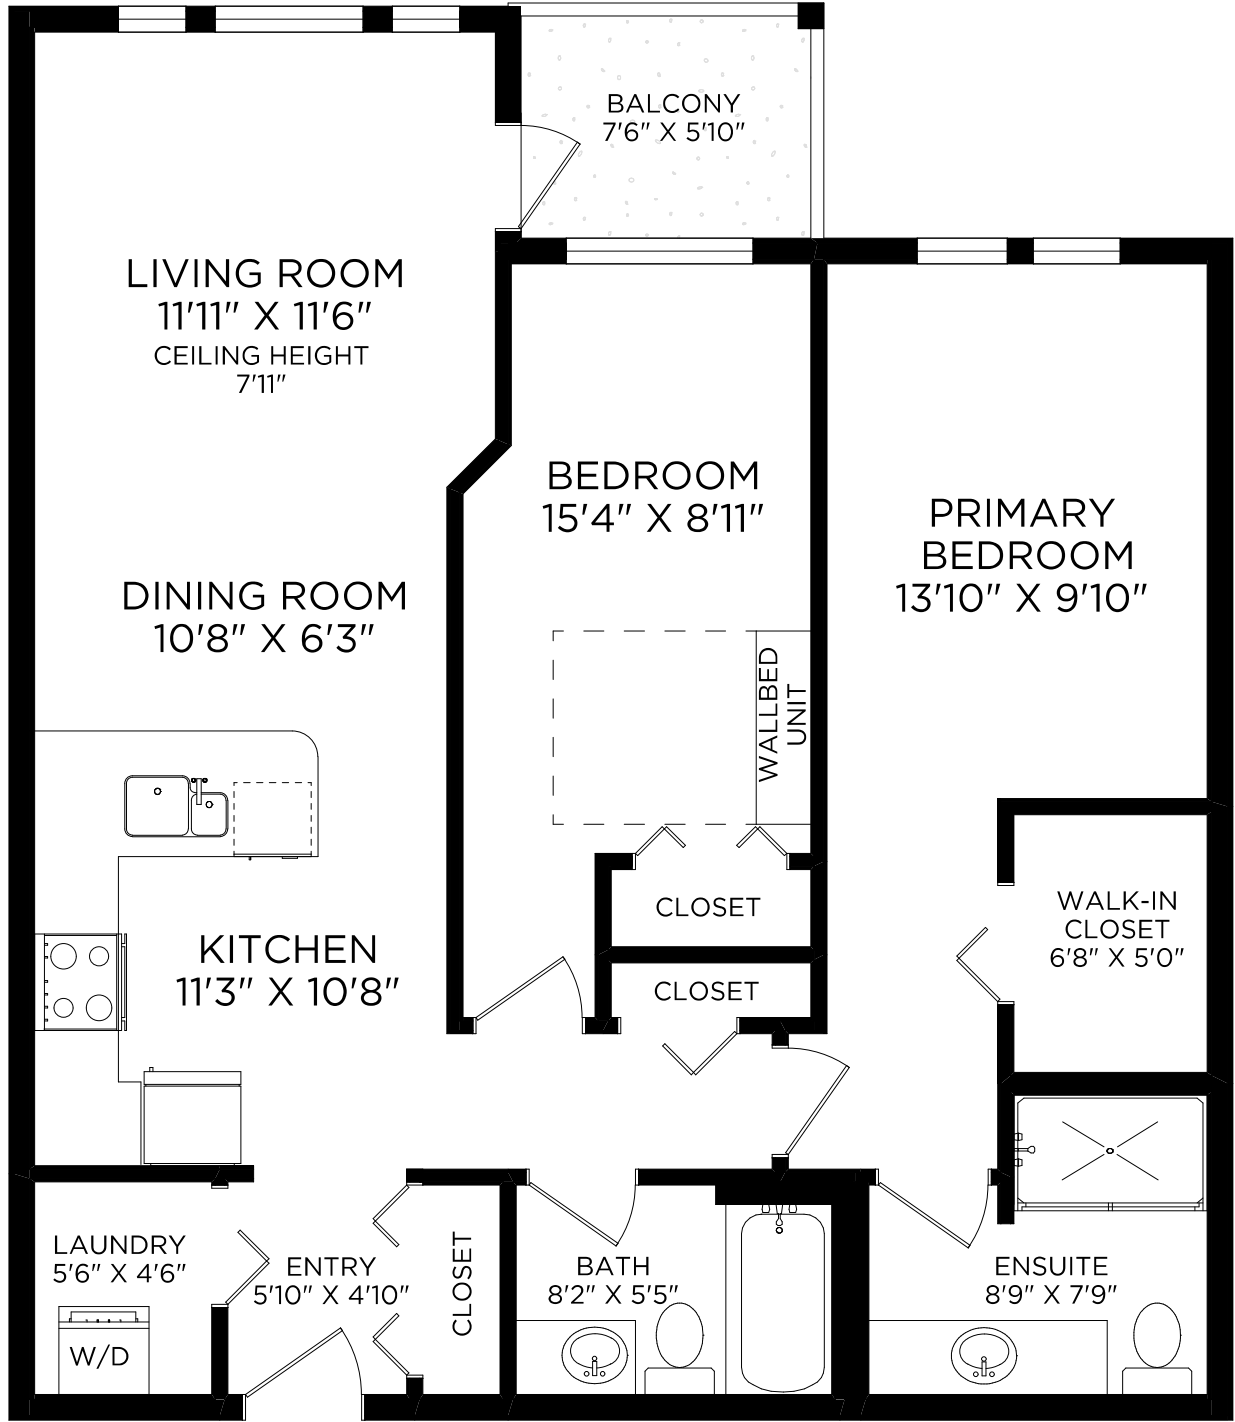 BALCONY
7'6" X 5'10"
LIVING ROOM
11'11" X 11'6"
CEILING HEIGHT
7'11"
BEDROOM
15'4" X 8'11"
PRIMARY
BEDROOM
13'10" X 9'10"
DINING ROOM
10'8" X 6'3"
WALLBED
UNIT
CLOSET
WALK-IN
CLOSET
6'8" X 5'0"
KITCHEN
11'3" X 10'8"
CLOSET
LAUNDRY
5'6" X 4'6"
ENTRY
5'10" X 4'10"
CLOSET
BATH
8'2" X 5'5"
ENSUITE
8'9" X 7'9"
W/D